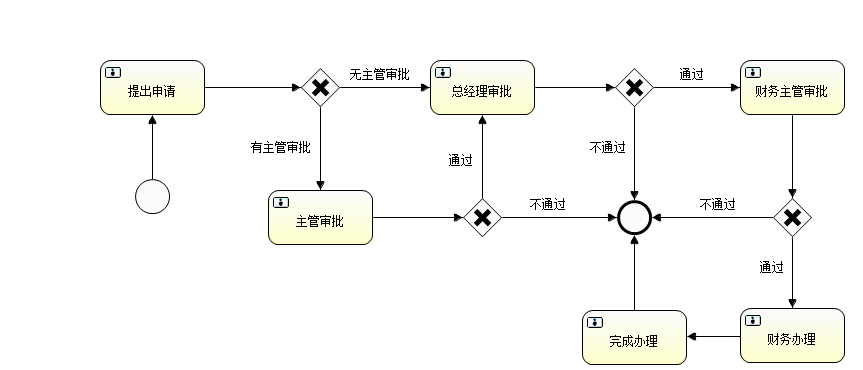 无主管审批
通过
提出申请
总经理审批
财务主管审批
有主管审批
通过
不通过
主管审批
不通过
不通过
通过
完成办理
财务办理